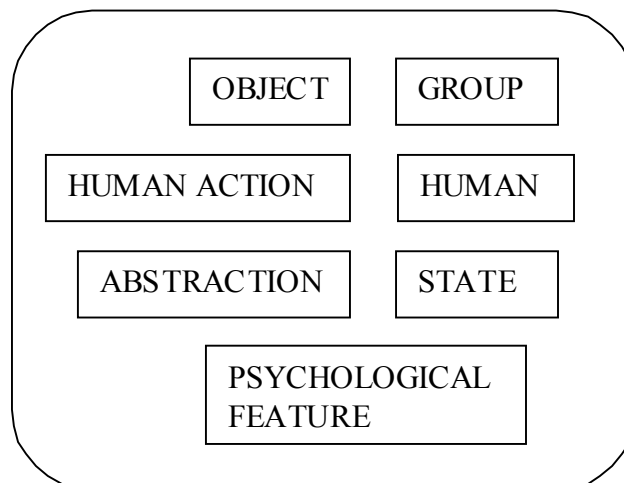 OBJECT
GROUP
HUMAN ACTION
HUMAN
ABSTRACTION
STATE
PSYCHOLOGICAL
FEATURE